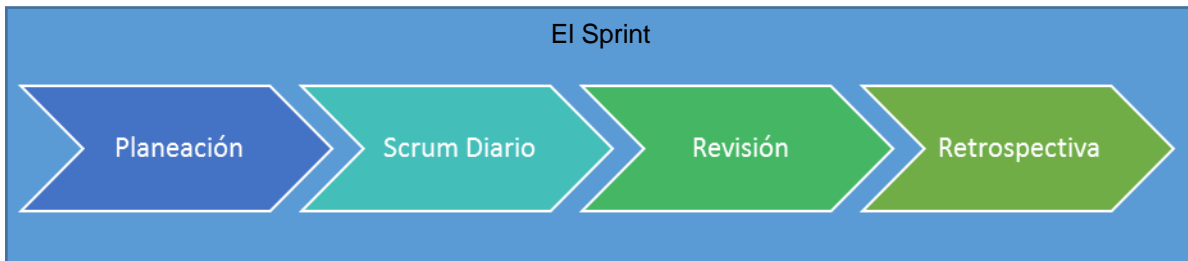 El Sprint
Planeación
Scrum Diario
Revisión
Retrospectiva